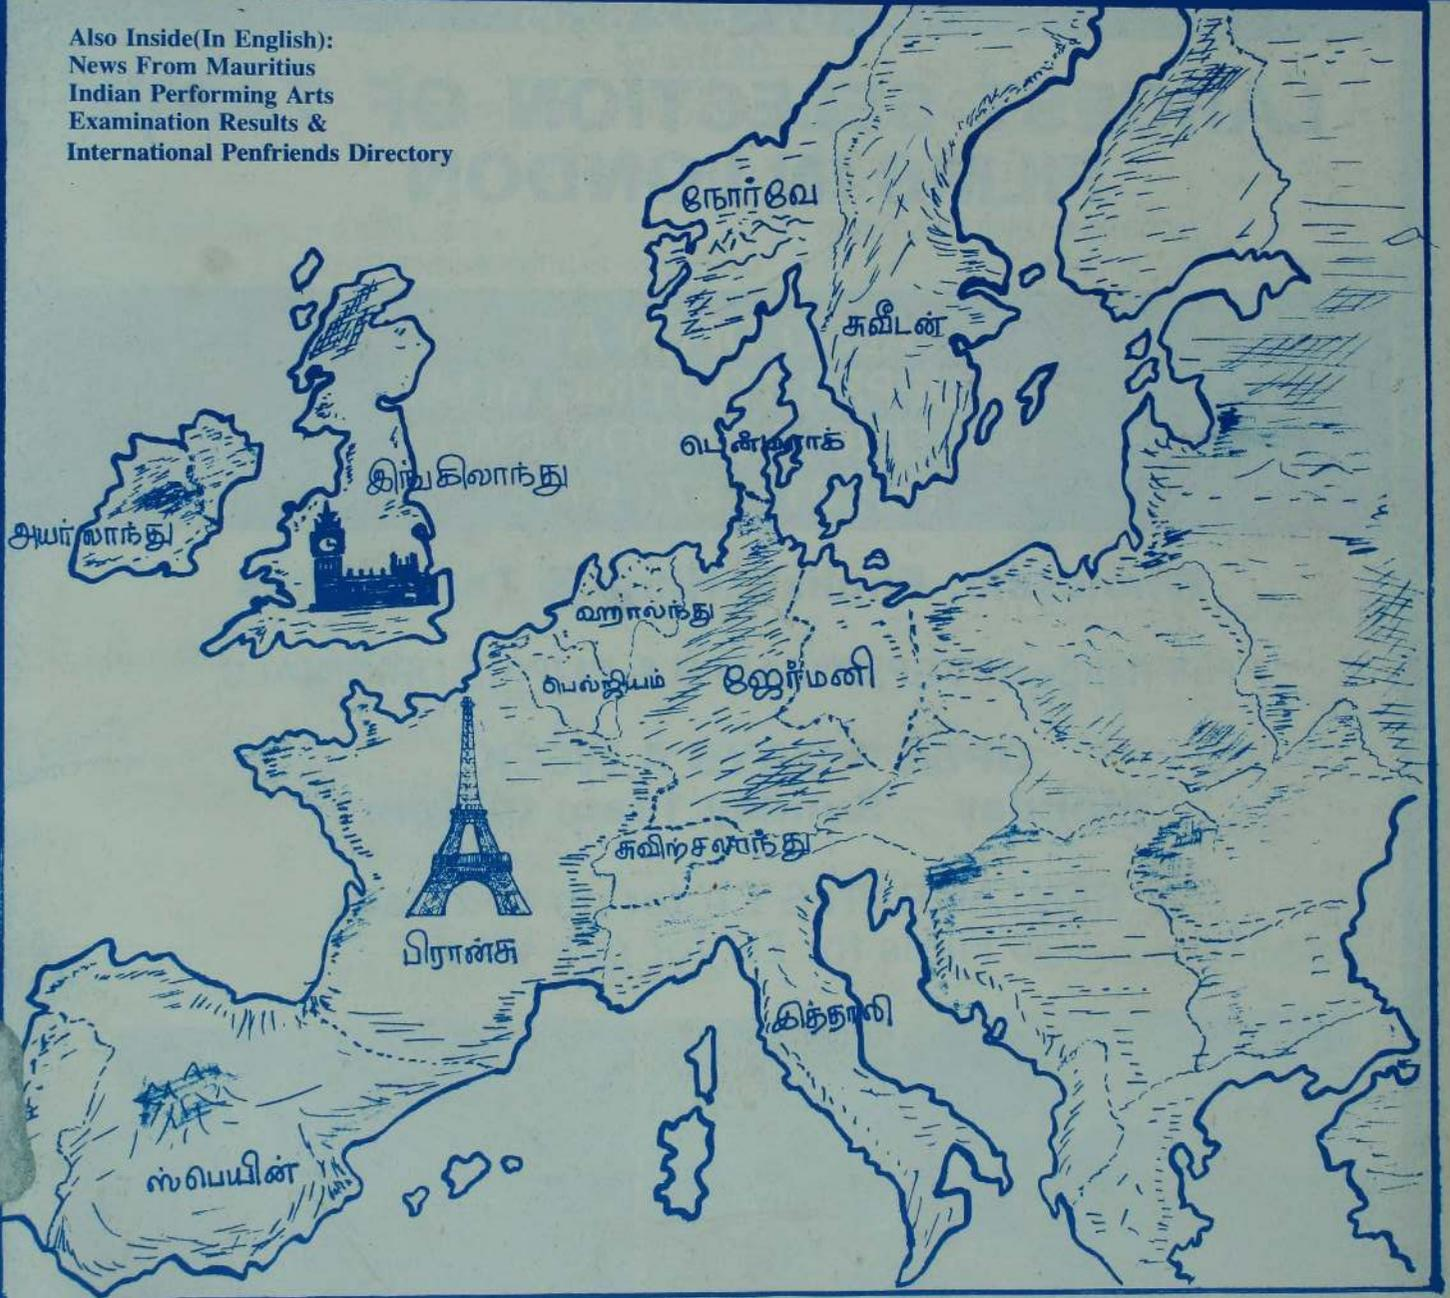 Also Inside(In English):
News From Mauritius
Indian Performing Arts
Examination Results &
International Penfriends Directory
நோர்வே
சுவீடன்
டென்மார்க்
இங்கிலாந்து
அயர்லாந்து
ஹாலந்து
பெல்ஜியம்
ஜேர்மனி
சுவிற்சலாந்து
பிரான்சு
இத்தாலி
ஸ்பெயின்